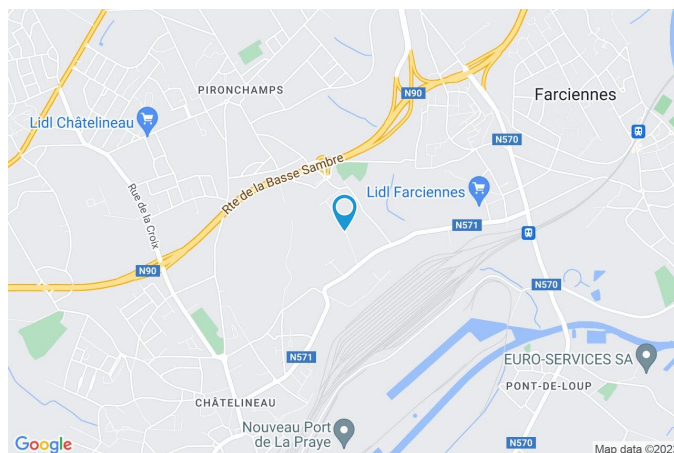 PIRONCHAMPS
N90
Farciennes
Lidl Châtelineau
N570
Rte de la Basse Sambre
Lidl Farciennes
Rue de la Croix
N571
N90
N570
N570
N571
EURO-SERVICES SA
PONT-DE-LOUP
CHÂTELINEAU
Nouveau Port
de La Praye
Google
Map data ©202